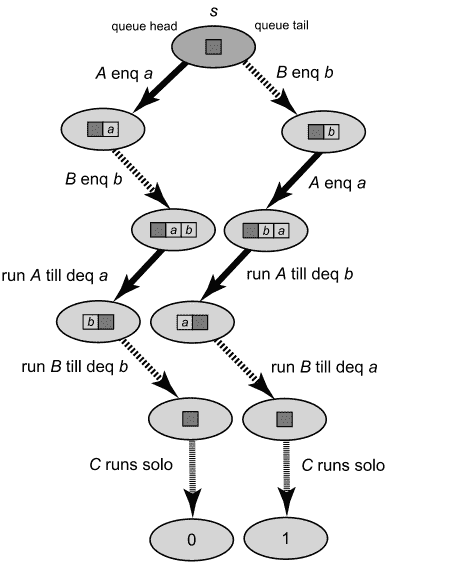 s
queue head
queue tail
A enq a
B enq b
a
b
B enq b
A enq a
a b
b a
run A till deq a
run A till deq b
b
a
run B till deq b
run B till deq a
C runs solo
C runs solo
0
1